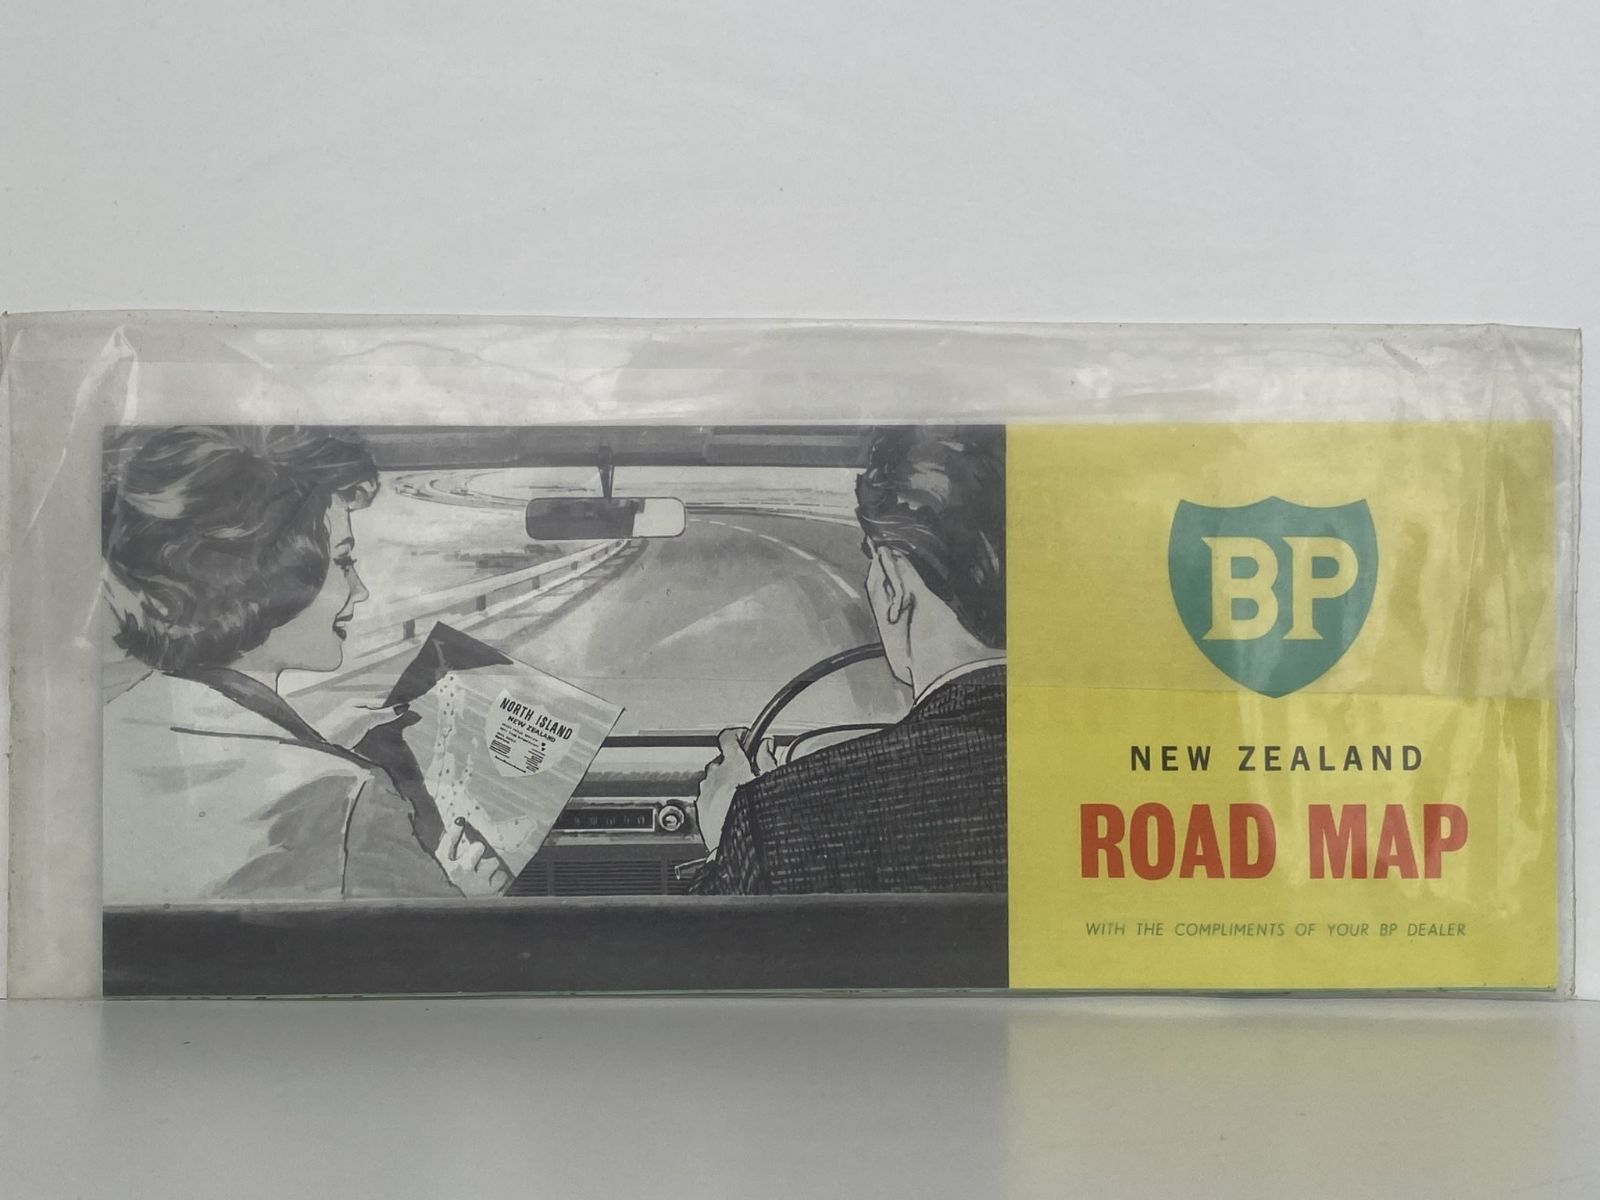 NORTH ISLAND
NEW ZEALAND
BP
NEW ZEALAND
ROAD MAP
WITH THE COMPLIMENTS OF YOUR BP DEALER